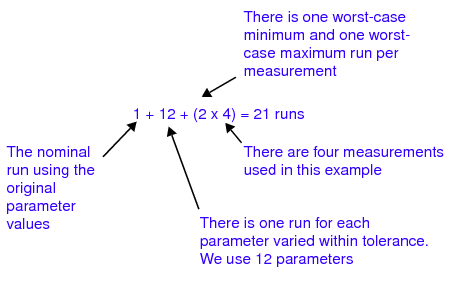 There is one worst-case
minimum and one worst-
case maximum run per
measurement
1 + 12 + (2 x 4) = 21 runs
The nominal
run using the
original
parameter
values
There are four measurements
used in this example
There is one run for each
parameter varied within tolerance.
We use 12 parameters